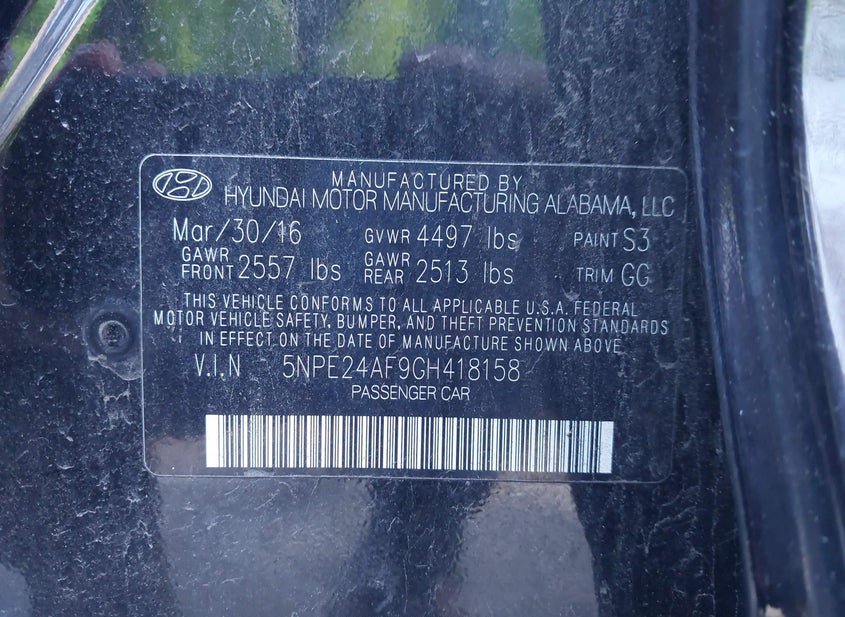 MANUFACTURED BY
HYUNDAI MOTOR MANUFACTURING ALABAMA, LLC
Mar/30/16 GVWR 4497 lbs PAINT S3
GAWR FRONT 2557 lbs GAWR REAR 2513 lbs TRIM GG
THIS VEHICLE CONFORMS TO ALL APPLICABLE U.S.A. FEDERAL
MOTOR VEHICLE SAFETY, BUMPER, AND THEFT PREVENTION STANDARDS
IN EFFECT ON THE DATE OF MANUFACTURE SHOWN ABOVE
V.I.N 5NPE24AF9GH418158
PASSENGER CAR